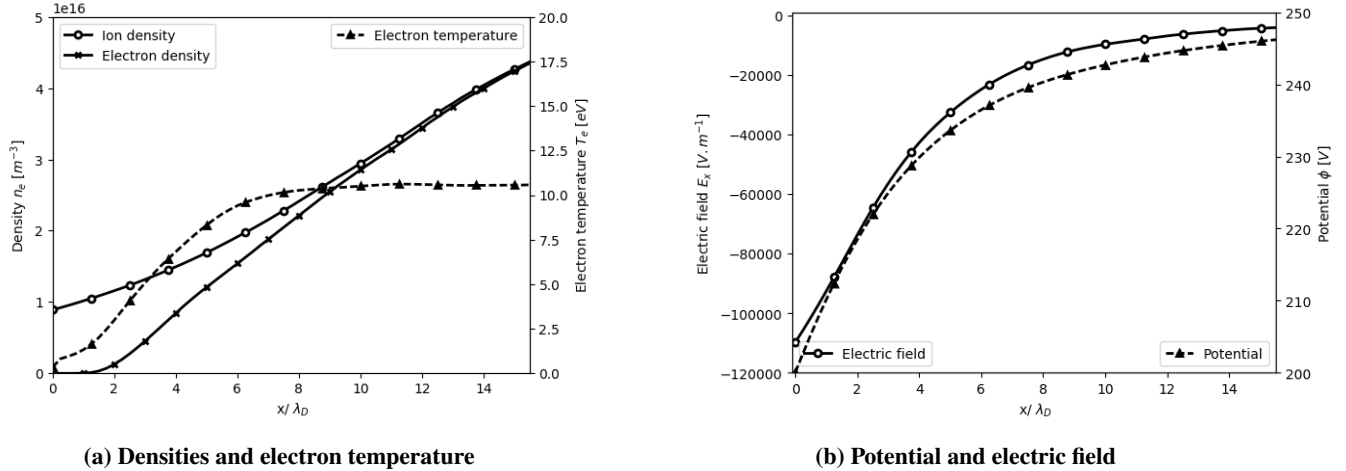 1e16
5
4
3
2
1
0
Density n_e [m^{-3}]
Ion density
Electron density
Electron temperature
20.0
17.5
15.0
12.5
10.0
7.5
5.0
2.5
0.0
Electron temperature T_e [eV]
0 2 4 6 8 10 12 14
x/ λ_D
(a) Densities and electron temperature
0
−20000
−40000
−60000
−80000
−100000
−120000
Electric field E_x [V.m^{-1}]
Electric field
Potential
250
240
230
220
210
200
Potential ϕ [V]
0 2 4 6 8 10 12 14
x/ λ_D
(b) Potential and electric field